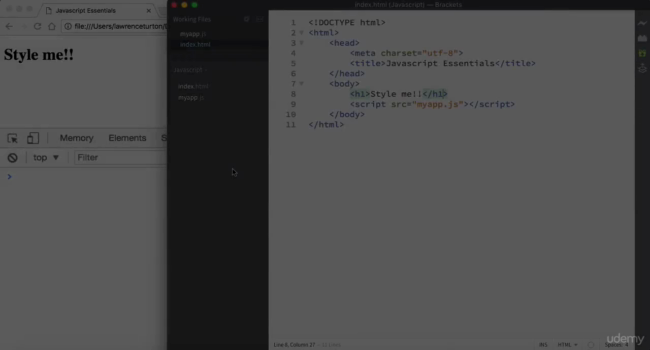 index.html (Javascript) — Brackets
Javascript Essentials
file:///Users/lawrenceturton/
Style me!!
Memory Elements
top ▼ Filter
>
Working Files
myapp.js
index.html
Javascript
index.html
myapp.js
1 <!DOCTYPE html>
2 <html>
3 <head>
4 <meta charset="utf-8">
5 <title>Javascript Essentials</title>
6 </head>
7 <body>
8 <h1>Style me!!</h1>
9 <script src="myapp.js"></script>
10 </body>
11 </html>
Line 8, Column 27
INS HTML Spaces: 4
udemy